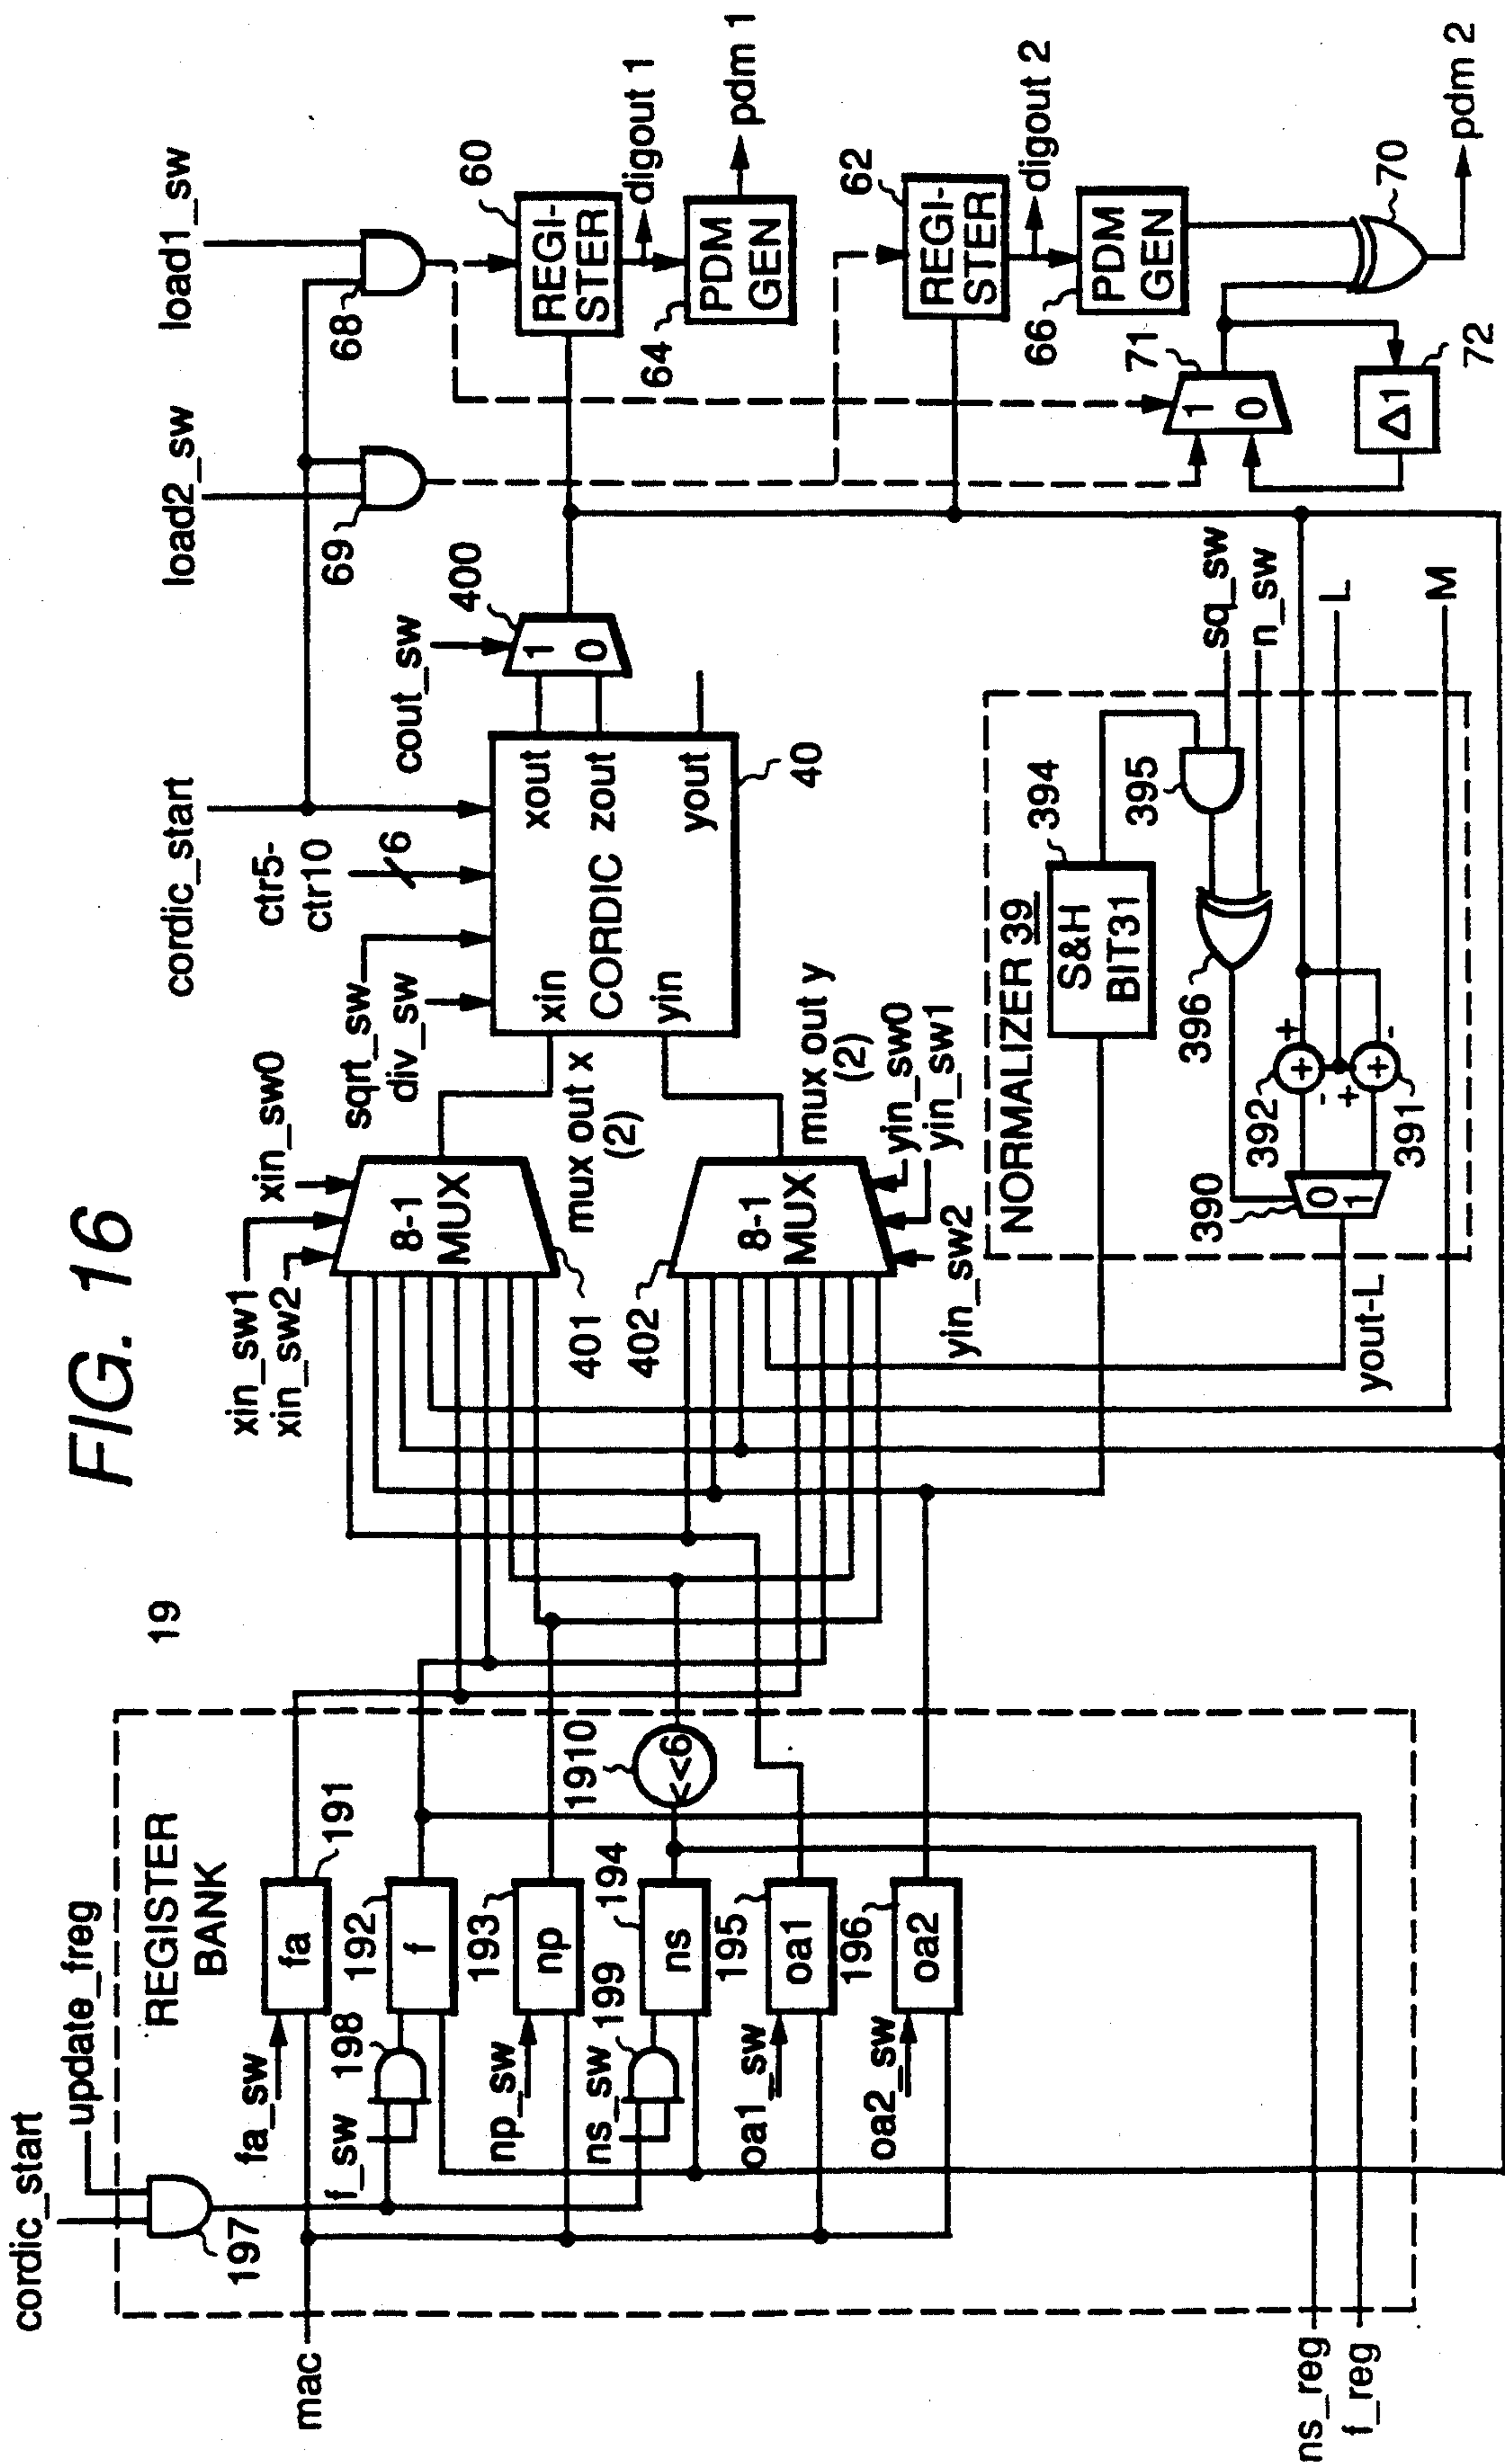 FIG. 16
19
cordic_start
update_freg
197
mac
REGISTER
BANK
fa_sw
fa
191
f_sw
198
192
f
np_sw
193
np
ns_sw
199
194
ns
1910
<<6
oa1_sw
195
oa1
oa2_sw
196
oa2
ns_reg
f_reg
xin_sw1
xin_sw2
xin_sw0
8-1
MUX
401
mux out x
(2)
402
8-1
MUX
mux out y
(2)
yin_sw0
yin_sw1
yin_sw2
cordic_start
ctr5-
ctr10
6
sqrt_sw
div_sw
xin
CORDIC
yin
xout
zout
yout
40
cout_sw
400
1
0
load2_sw
load1_sw
69
68
60
REGI-
STER
digout 1
64
PDM
GEN
pdm 1
62
REGI-
STER
digout 2
66
PDM
GEN
70
pdm 2
71
1
0
72
Δ1
NORMALIZER 39
394
S&H
BIT31
395
396
sq_sw
n_sw
L
M
392
+
+
-
391
+
+
-
390
0
1
yout-L